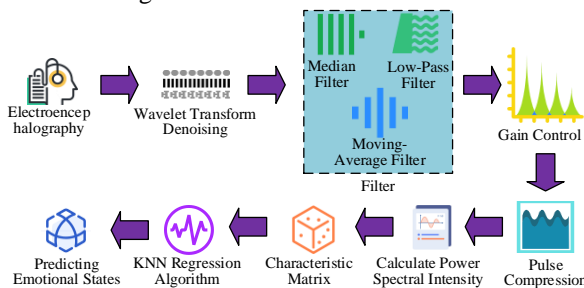 Electroencep
halography
Wavelet Transform
Denoising
Median
Filter
Low-Pass
Filter
Moving-
Average Filter
Filter
Gain Control
Predicting
Emotional States
KNN Regression
Algorithm
Characteristic
Matrix
Calculate Power
Spectral Intensity
Pulse
Compression